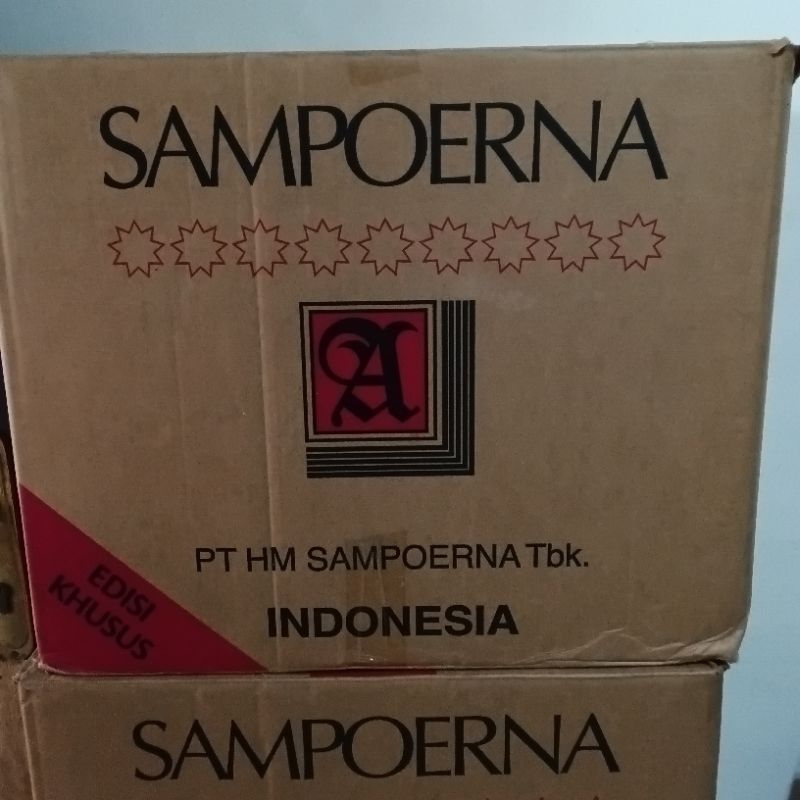 SAMPOERNA
A
PT HM SAMPOERNA Tbk.
INDONESIA
EDISI
KHUSUS
SAMPOERNA